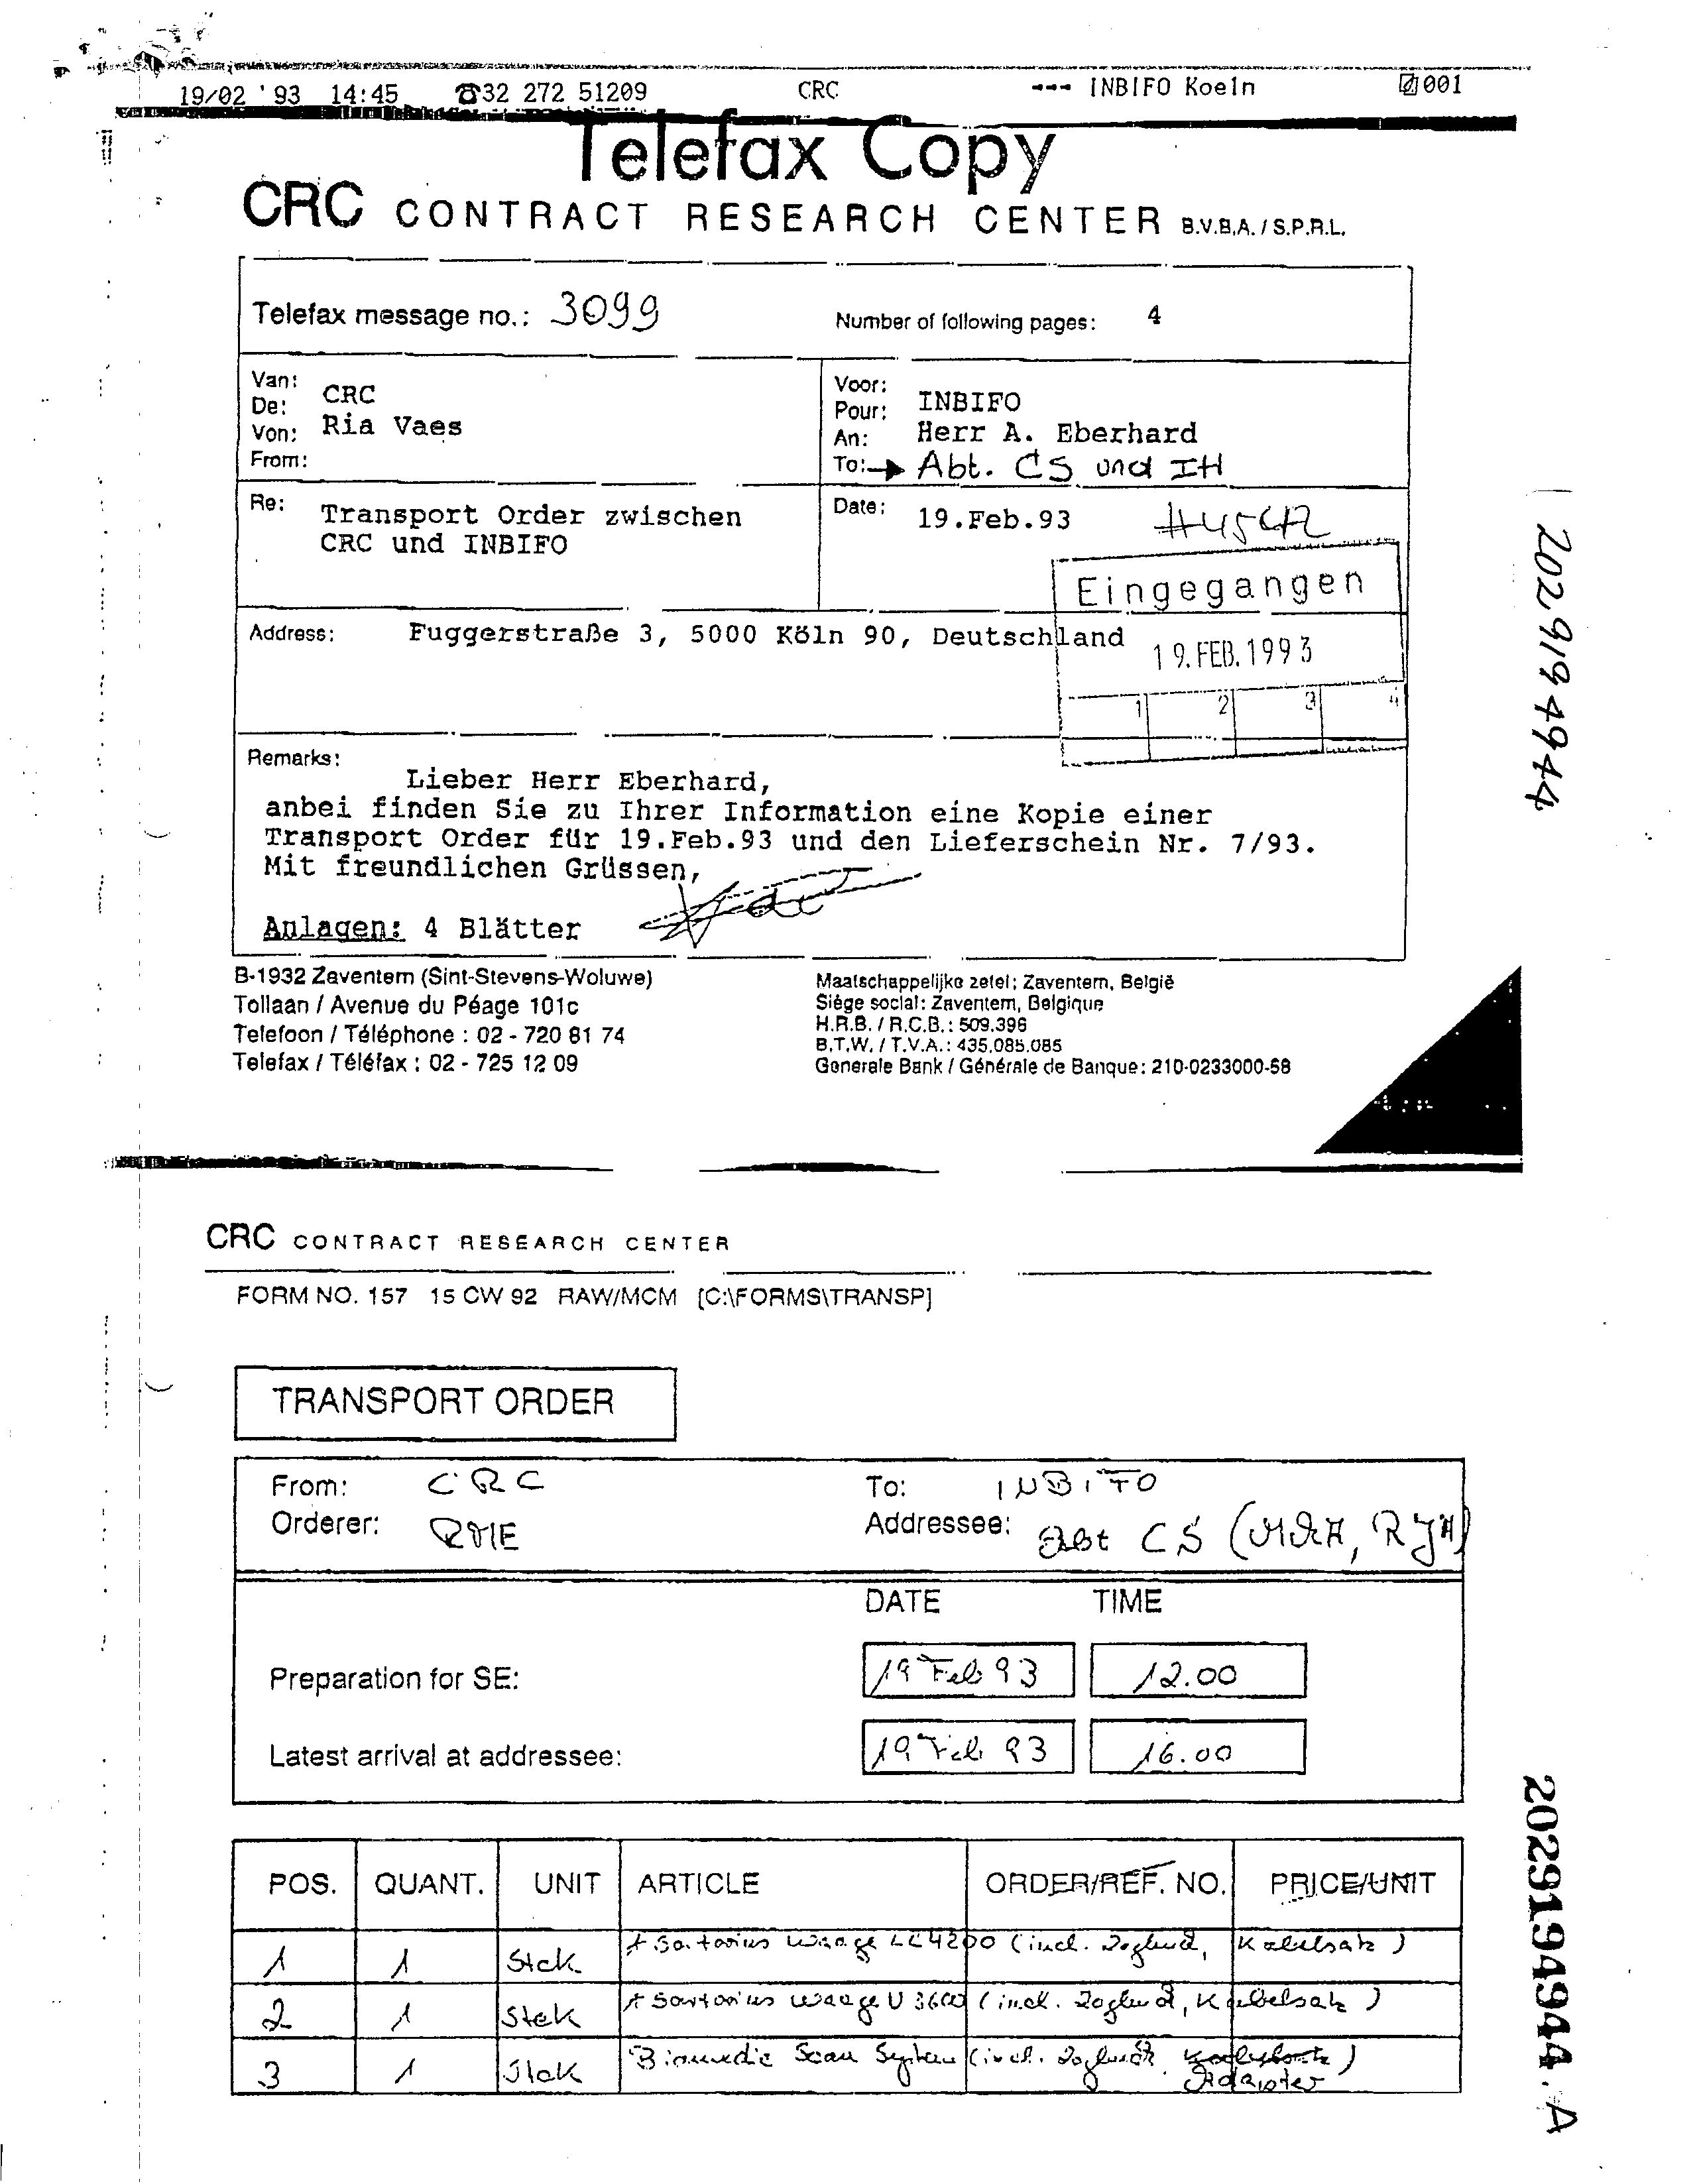 19/02 '93 14:45 ☎32 272 51209 CRC --- INBIFO Koeln 001
Telefax Copy
CRC CONTRACT RESEARCH CENTER B.V.B.A. / S.P.R.L.
Telefax message no.: 3099
Number of following pages: 4
Van:
De: CRC
Von: Ria Vaes
From:
Voor:
Pour: INBIFO
An: Herr A. Eberhard
To: → Abt. CS und IH
Re: Transport Order zwischen
CRC und INBIFO
Date: 19.Feb.93
Eingegangen
19. FEB. 1993
1 2 3 4
Address: Fuggerstraße 3, 5000 Köln 90, Deutschland
Remarks:
Lieber Herr Eberhard,
anbei finden Sie zu Ihrer Information eine Kopie einer
Transport Order für 19.Feb.93 und den Lieferschein Nr. 7/93.
Mit freundlichen Grüssen,
Anlagen: 4 Blätter
B-1932 Zaventem (Sint-Stevens-Woluwe)
Tollaan / Avenue du Péage 101c
Telefoon / Téléphone : 02 - 720 81 74
Telefax / Téléfax : 02 - 725 12 09
Maatschappelijke zetel: Zaventem, België
Siège social: Zaventem, Belgique
H.R.B. / R.C.B.: 509.396
B.T.W. / T.V.A.: 435.085.085
Generale Bank / Générale de Banque: 210-0233000-58
2029194944
CRC CONTRACT RESEARCH CENTER
FORM NO. 157 15 CW 92 RAW/MCM [C:\FORMS\TRANSP]
TRANSPORT ORDER
From: CRC
To: INBIFO
Orderer: RME
Addressee: Abt CS
DATE TIME
Preparation for SE: 19 Feb 93 12.00
Latest arrival at addressee: 19 Feb 93 16.00
POS. QUANT. UNIT ARTICLE ORDER/REF. NO. PRICE/UNIT
1 1 Stck Sartorius Waage LC4200 (incl. Kabelsatz)
2 1 Stck Sartorius Waage U 3600 (incl. Kabelsatz)
3 1 Stck Biomedic Scan System (incl. Adapter
2029194944.A